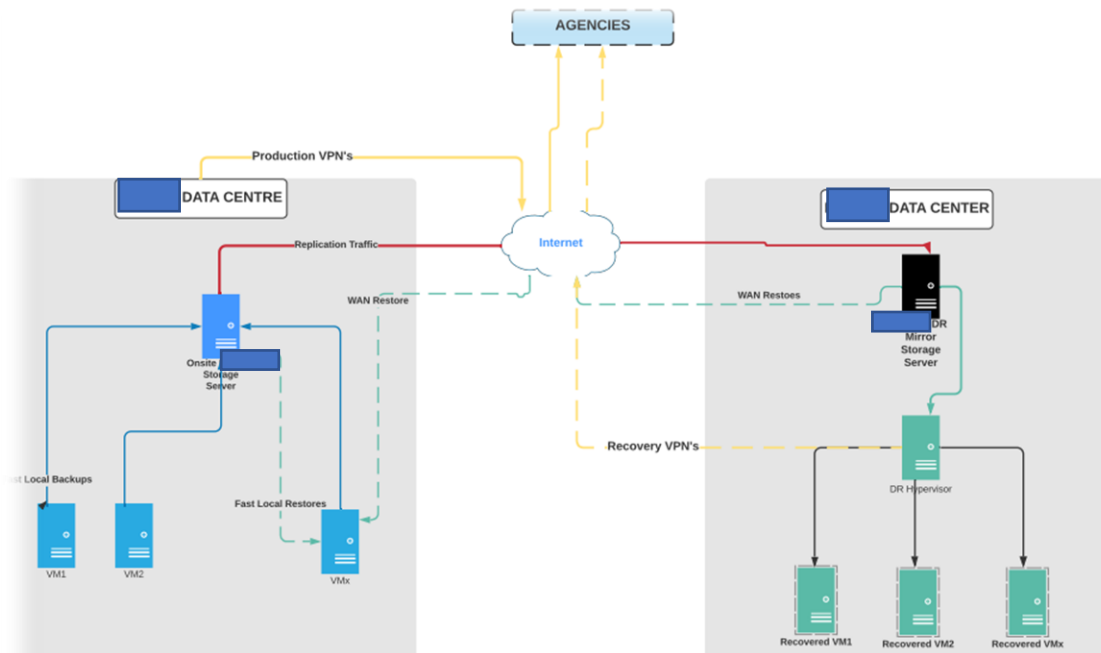 AGENCIES
Production VPN's
DATA CENTRE
DATA CENTER
Replication Traffic
Internet
WAN Restore
WAN Restoes
DR
Mirror
Storage
Server
Onsite
Storage
Server
Recovery VPN's
Local Backups
Fast Local Restores
DR Hypervisor
VM1
VM2
VMx
Recovered VM1
Recovered VM2
Recovered VMx